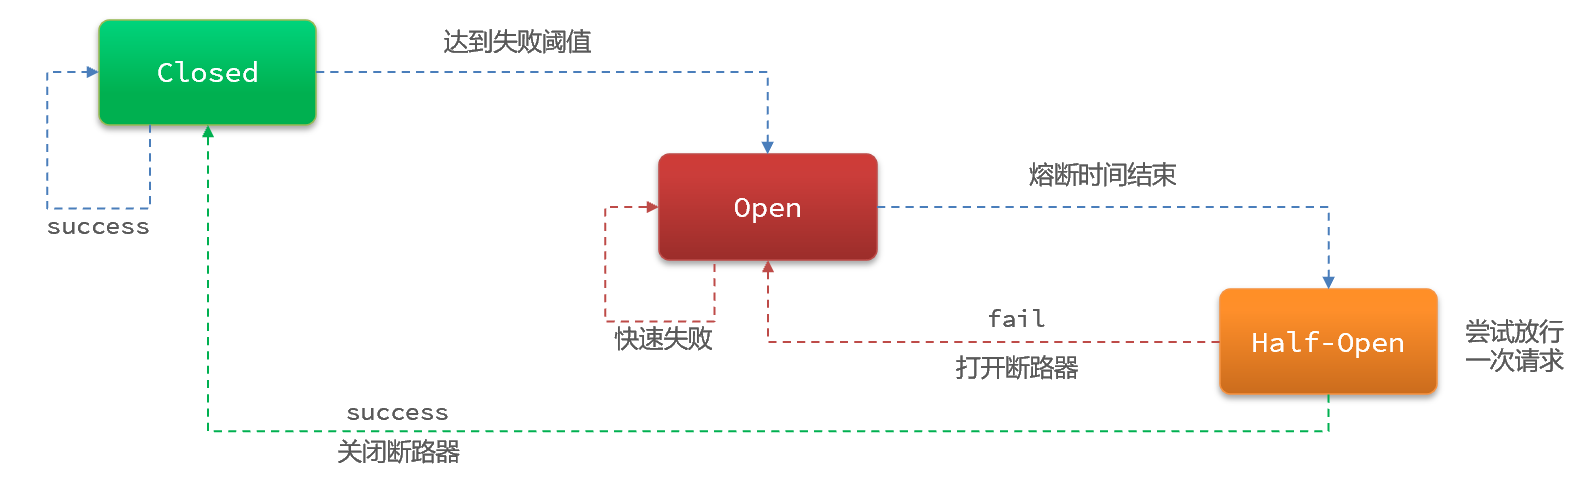 达到失败阈值
Closed
熔断时间结束
Open
success
fail
快速失败
Half-Open
尝试放行
一次请求
打开断路器
success
关闭断路器